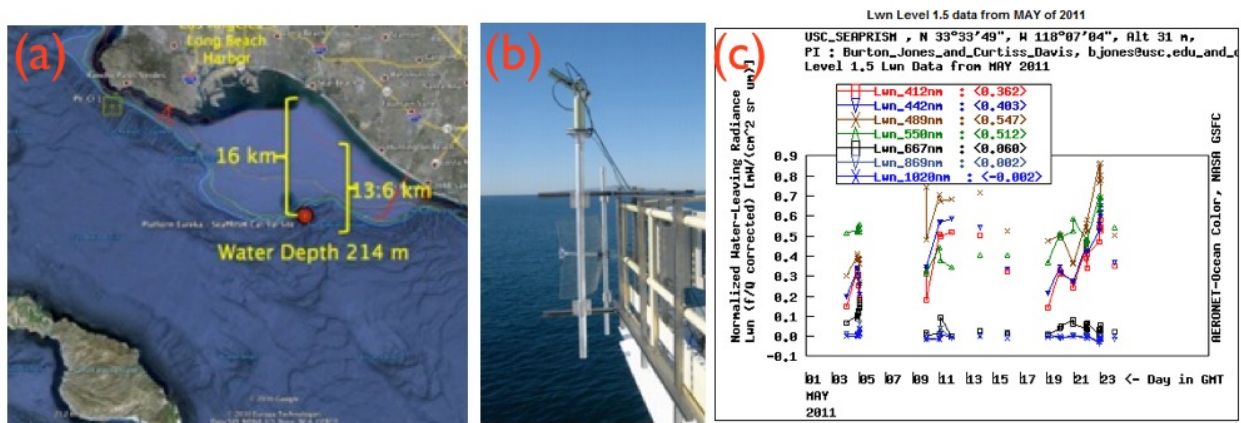 (a)
Los Angeles
Long Beach
Harbor
16 km
13.6 km
Water Depth 214 m
© 2010 Google
(b)
(c)
Lwn Level 1.5 data from MAY of 2011
USC_SEAPRISM , N 33°33'49", W 118°07'04", Alt 31 m,
PI : Burton_Jones_and_Curtiss_Davis, bjones@usc.edu_and_
Level 1.5 Lwn Data from MAY 2011
Normalized Water-Leaving Radiance
Lwn (f/Q corrected) [mW/(cm^2 sr um)]
Lwn_412nm : <0.362>
Lwn_442nm : <0.403>
Lwn_489nm : <0.547>
Lwn_550nm : <0.512>
Lwn_667nm : <0.060>
Lwn_869nm : <0.002>
Lwn_1020nm : <-0.002>
0.9
0.8
0.7
0.6
0.5
0.4
0.3
0.2
0.1
0.0
-0.1
01 03 05 07 09 11 13 15 17 19 21 23 <- Day in GMT
MAY
2011
AERONET-Ocean Color, NASA GSFC